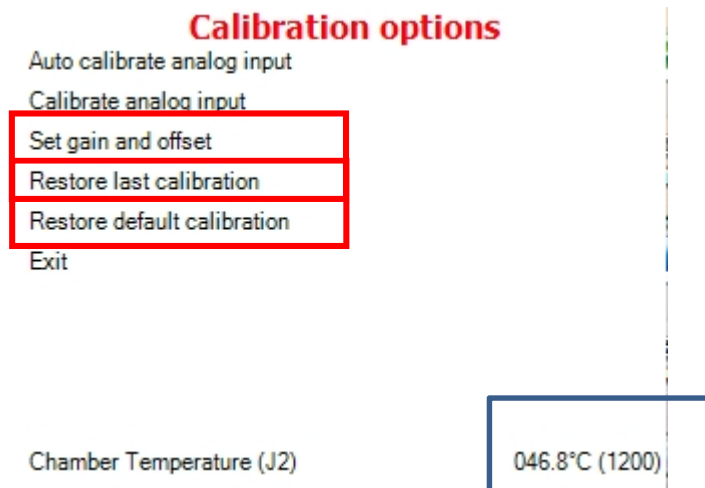 Calibration options
Auto calibrate analog input
Calibrate analog input
Set gain and offset
Restore last calibration
Restore default calibration
Exit
Chamber Temperature (J2) 046.8°C (1200)